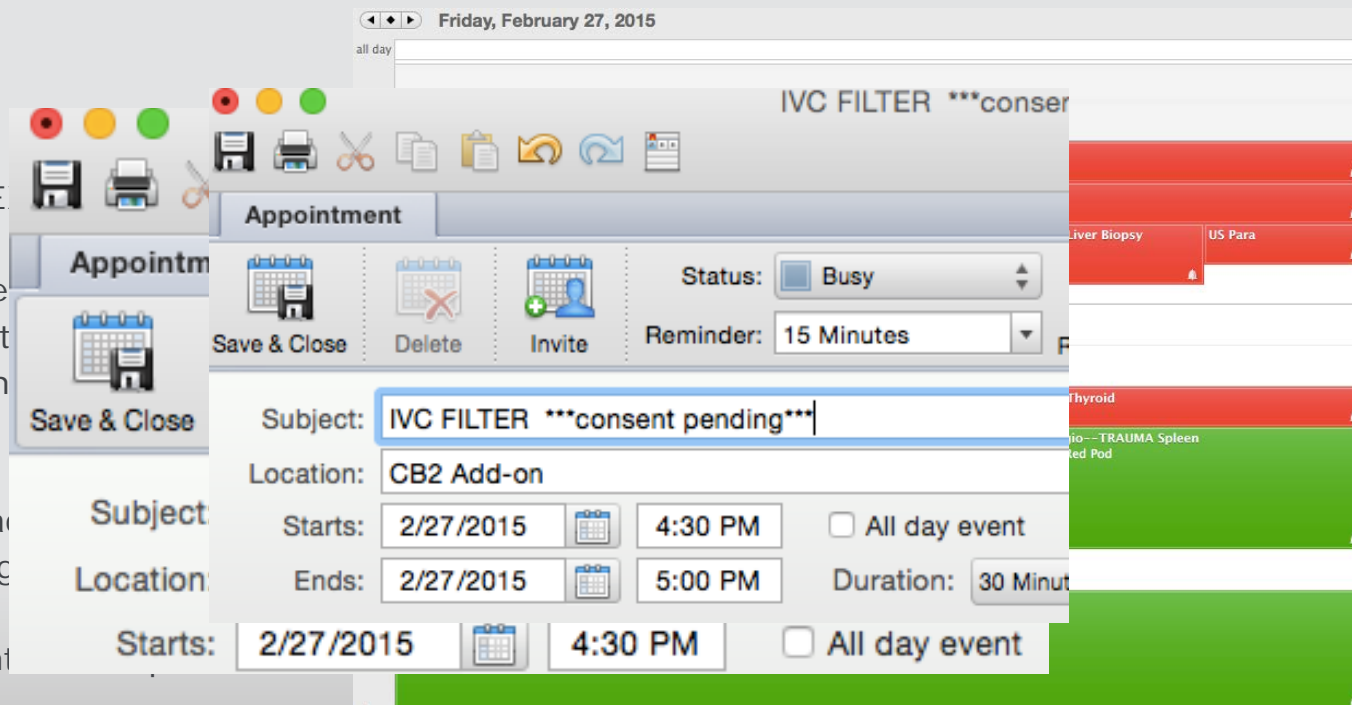 Friday, February 27, 2015
all day
IVC FILTER ***consen
Appointment
Save & Close
Delete
Invite
Status:
Busy
Reminder:
15 Minutes
Subject:
IVC FILTER ***consent pending***
Location:
CB2 Add-on
Starts:
2/27/2015
4:30 PM
All day event
Ends:
2/27/2015
5:00 PM
Duration:
30 Minut
Appointm
Save & Close
Subject:
Location:
Starts:
2/27/2015
4:30 PM
All day event
Liver Biopsy
US Para
Thyroid
gio--TRAUMA Spleen
Red Pod